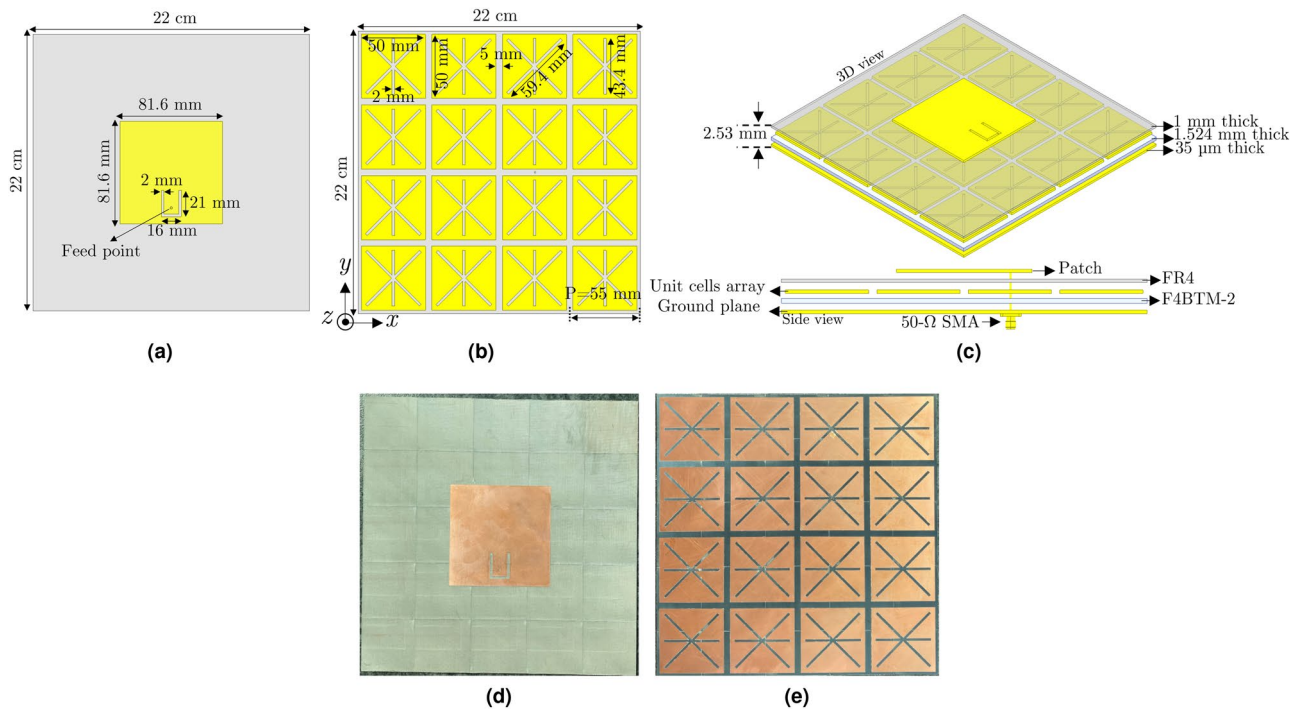 22 cm
22 cm
81.6 mm
81.6 mm
2 mm
21 mm
16 mm
Feed point
(a)
22 cm
22 cm
50 mm
50 mm
5 mm
59.4 mm
43.4 mm
2 mm
P=55 mm
y
z
x
(b)
3D view
2.53 mm
1 mm thick
1.524 mm thick
35 µm thick
Patch
FR4
Unit cells array
F4BTM-2
Ground plane
Side view
50-Ω SMA
(c)
(d)
(e)